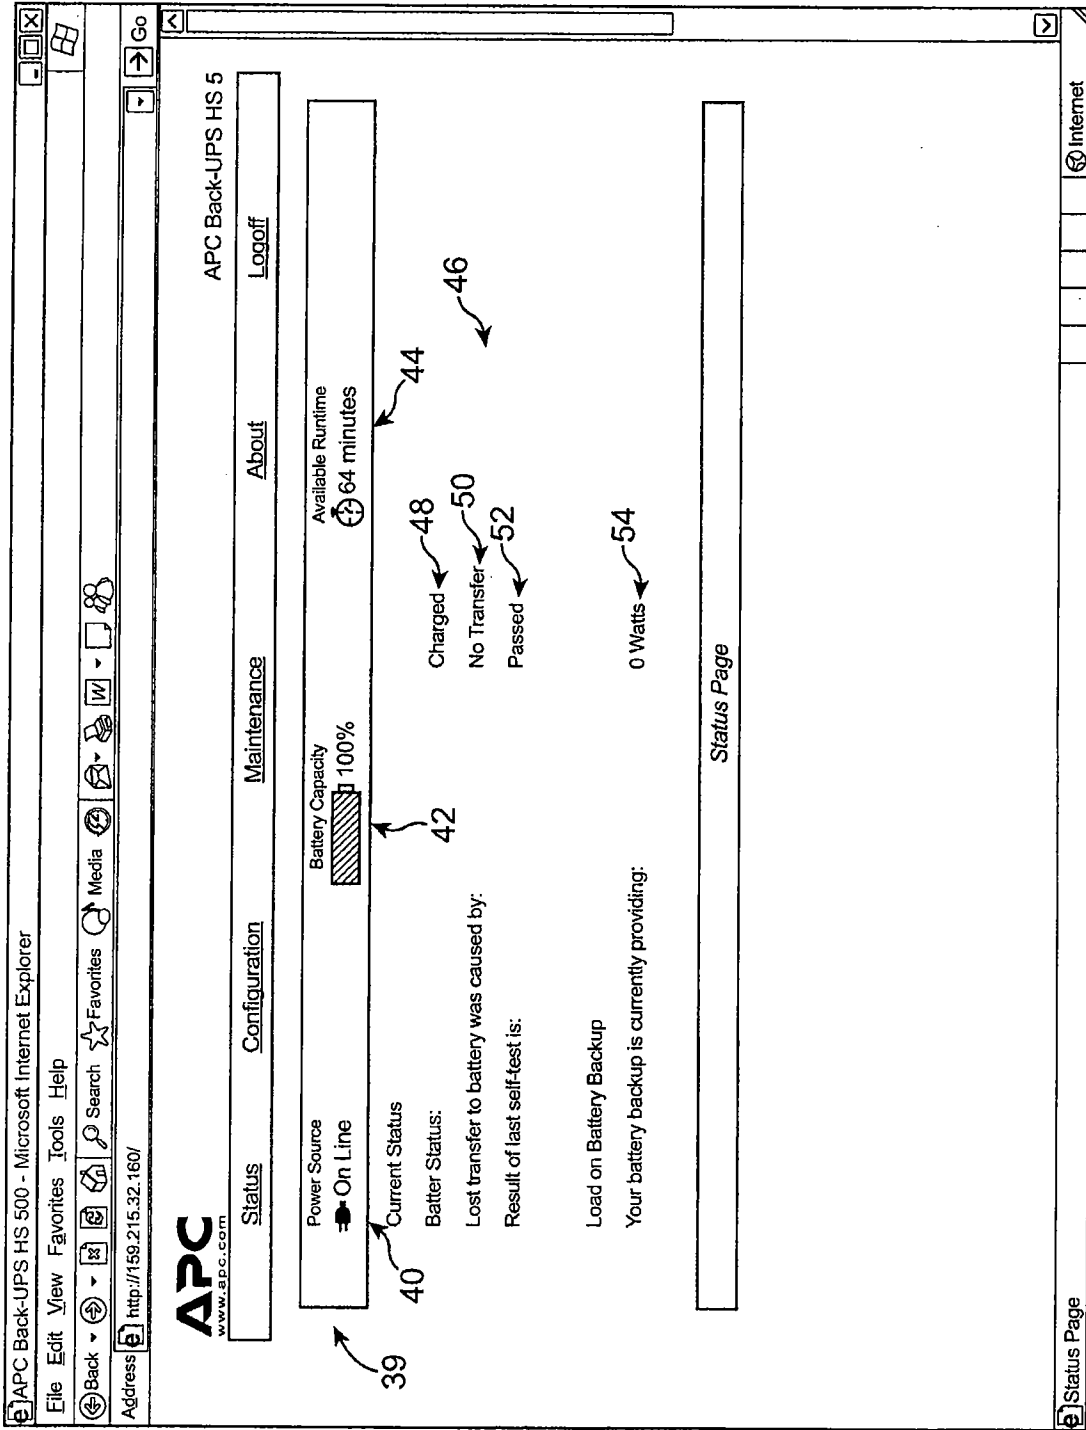 APC Back-UPS HS 500 - Microsoft Internet Explorer
File Edit View Favorites Tools Help
Back Search Favorites Media W
Address http://159.215.32.160/ Go
APC
www.apc.com
APC Back-UPS HS 5
Status Configuration Maintenance About Logoff
39
Power Source Battery Capacity Available Runtime
On Line 100% 64 minutes
40 42 44
Current Status
46
Batter Status: Charged 48
Lost transfer to battery was caused by: No Transfer 50
Result of last self-test is: Passed 52
Load on Battery Backup
Your battery backup is currently providing: 0 Watts 54
Status Page
Status Page Internet